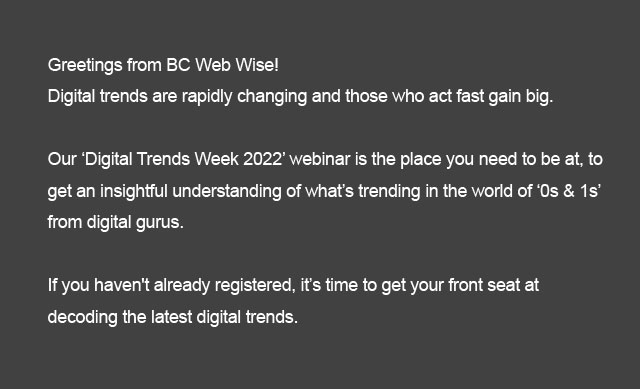 Greetings from BC Web Wise!
Digital trends are rapidly changing and those who act fast gain big.
Our ‘Digital Trends Week 2022’ webinar is the place you need to be at, to
get an insightful understanding of what’s trending in the world of ‘0s & 1s’
from digital gurus.
If you haven't already registered, it’s time to get your front seat at
decoding the latest digital trends.